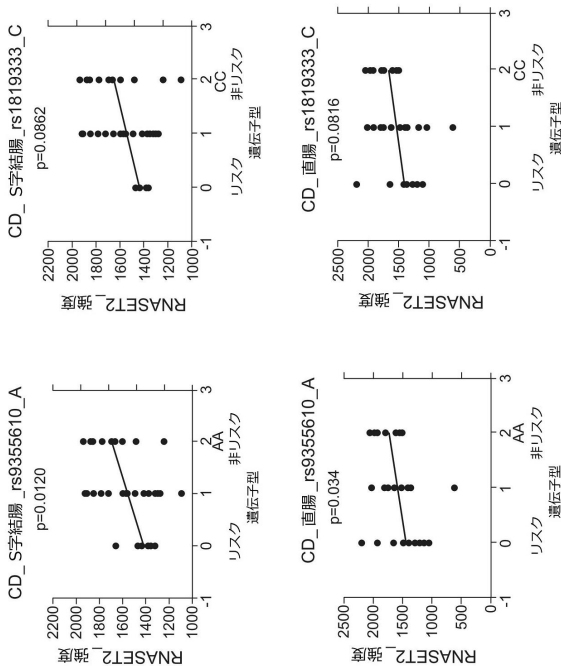 CD_ S字結腸_rs9355610_A
p=0.0120
2200
2000
1800
1600
1400
1200
1000
RNASET2_強度
-1 0 1 2 3
AA
リスク 非リスク
遺伝子型
CD_ S字結腸_rs1819333_C
p=0.0862
2200
2000
1800
1600
1400
1200
1000
RNASET2_強度
-1 0 1 2 3
CC
リスク 非リスク
遺伝子型
CD_直腸_rs9355610_A
p=0.034
2500
2000
1500
1000
500
0
RNASET2_強度
-1 0 1 2 3
AA
リスク 非リスク
遺伝子型
CD_直腸_rs1819333_C
p=0.0816
2500
2000
1500
1000
500
0
RNASET2_強度
-1 0 1 2 3
CC
リスク 非リスク
遺伝子型